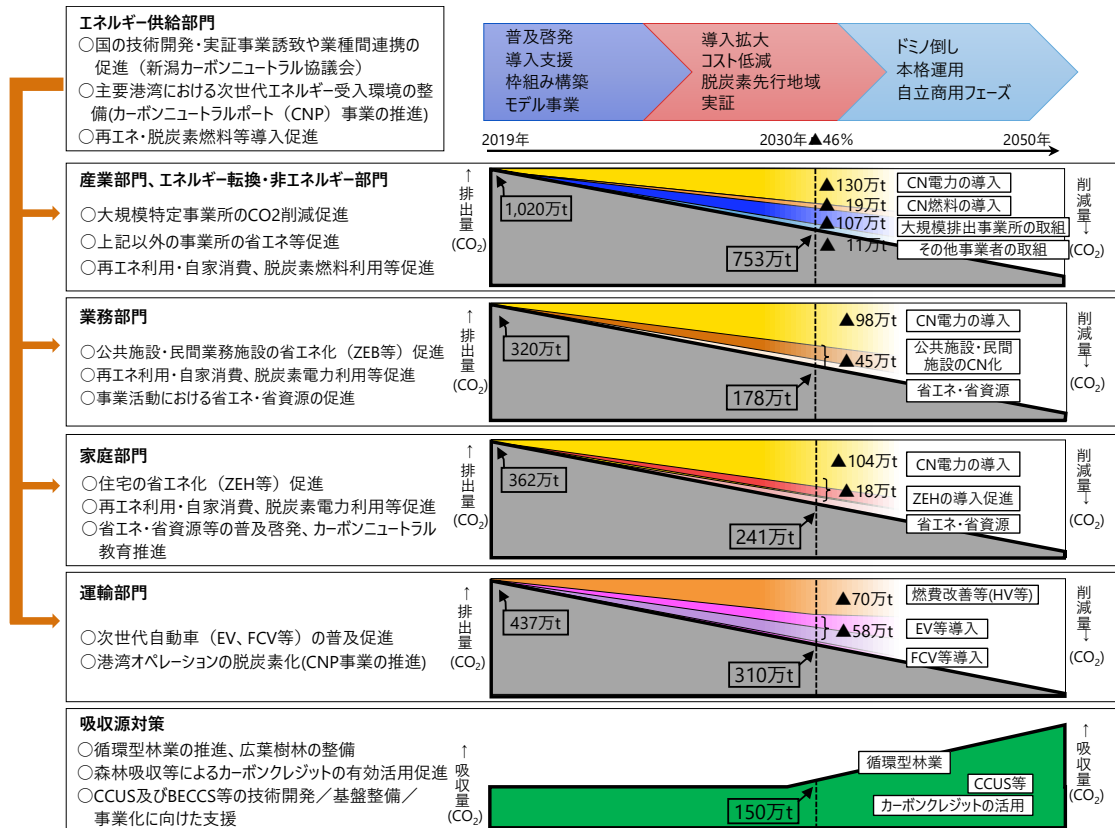 エネルギー供給部門
○国の技術開発・実証事業誘致や業種間連携の
促進（新潟カーボンニュートラル協議会）
○主要港湾における次世代エネルギー受入環境の整
備(カーボンニュートラルポート（CNP）事業の推進)
○再エネ・脱炭素燃料等導入促進
普及啓発
導入支援
枠組み構築
モデル事業
導入拡大
コスト低減
脱炭素先行地域
実証
ドミノ倒し
本格運用
自立商用フェーズ
2019年
2030年▲46%
2050年
産業部門、エネルギー転換・非エネルギー部門
○大規模特定事業所のCO2削減促進
○上記以外の事業所の省エネ等促進
○再エネ利用・自家消費、脱炭素燃料利用等促進
↑排出量
(CO₂)
1,020万t
753万t
▲130万t
CN電力の導入
▲ 19万t
CN燃料の導入
▲107万t
大規模排出事業所の取組
▲ 11万t
その他事業者の取組
削減量↓
(CO₂)
業務部門
○公共施設・民間業務施設の省エネ化（ZEB等）促進
○再エネ利用・自家消費、脱炭素電力利用等促進
○事業活動における省エネ・省資源の促進
↑排出量
(CO₂)
320万t
178万t
▲98万t
CN電力の導入
▲45万t
公共施設・民間
施設のCN化
省エネ・省資源
削減量↓
(CO₂)
家庭部門
○住宅の省エネ化（ZEH等）促進
○再エネ利用・自家消費、脱炭素電力利用等促進
○省エネ・省資源等の普及啓発、カーボンニュートラル
教育推進
↑排出量
(CO₂)
362万t
241万t
▲104万t
CN電力の導入
▲18万t
ZEHの導入促進
省エネ・省資源
削減量↓
(CO₂)
運輸部門
○次世代自動車（EV、FCV等）の普及促進
○港湾オペレーションの脱炭素化(CNP事業の推進)
↑排出量
(CO₂)
437万t
310万t
▲70万t
燃費改善等(HV等)
▲58万t
EV等導入
FCV等導入
削減量↓
(CO₂)
吸収源対策
○循環型林業の推進、広葉樹林の整備
○森林吸収等によるカーボンクレジットの有効活用促進
○CCUS及びBECCS等の技術開発／基盤整備／
事業化に向けた支援
↑吸収量
(CO₂)
150万t
循環型林業
CCUS等
カーボンクレジットの活用
↑吸収量
(CO₂)